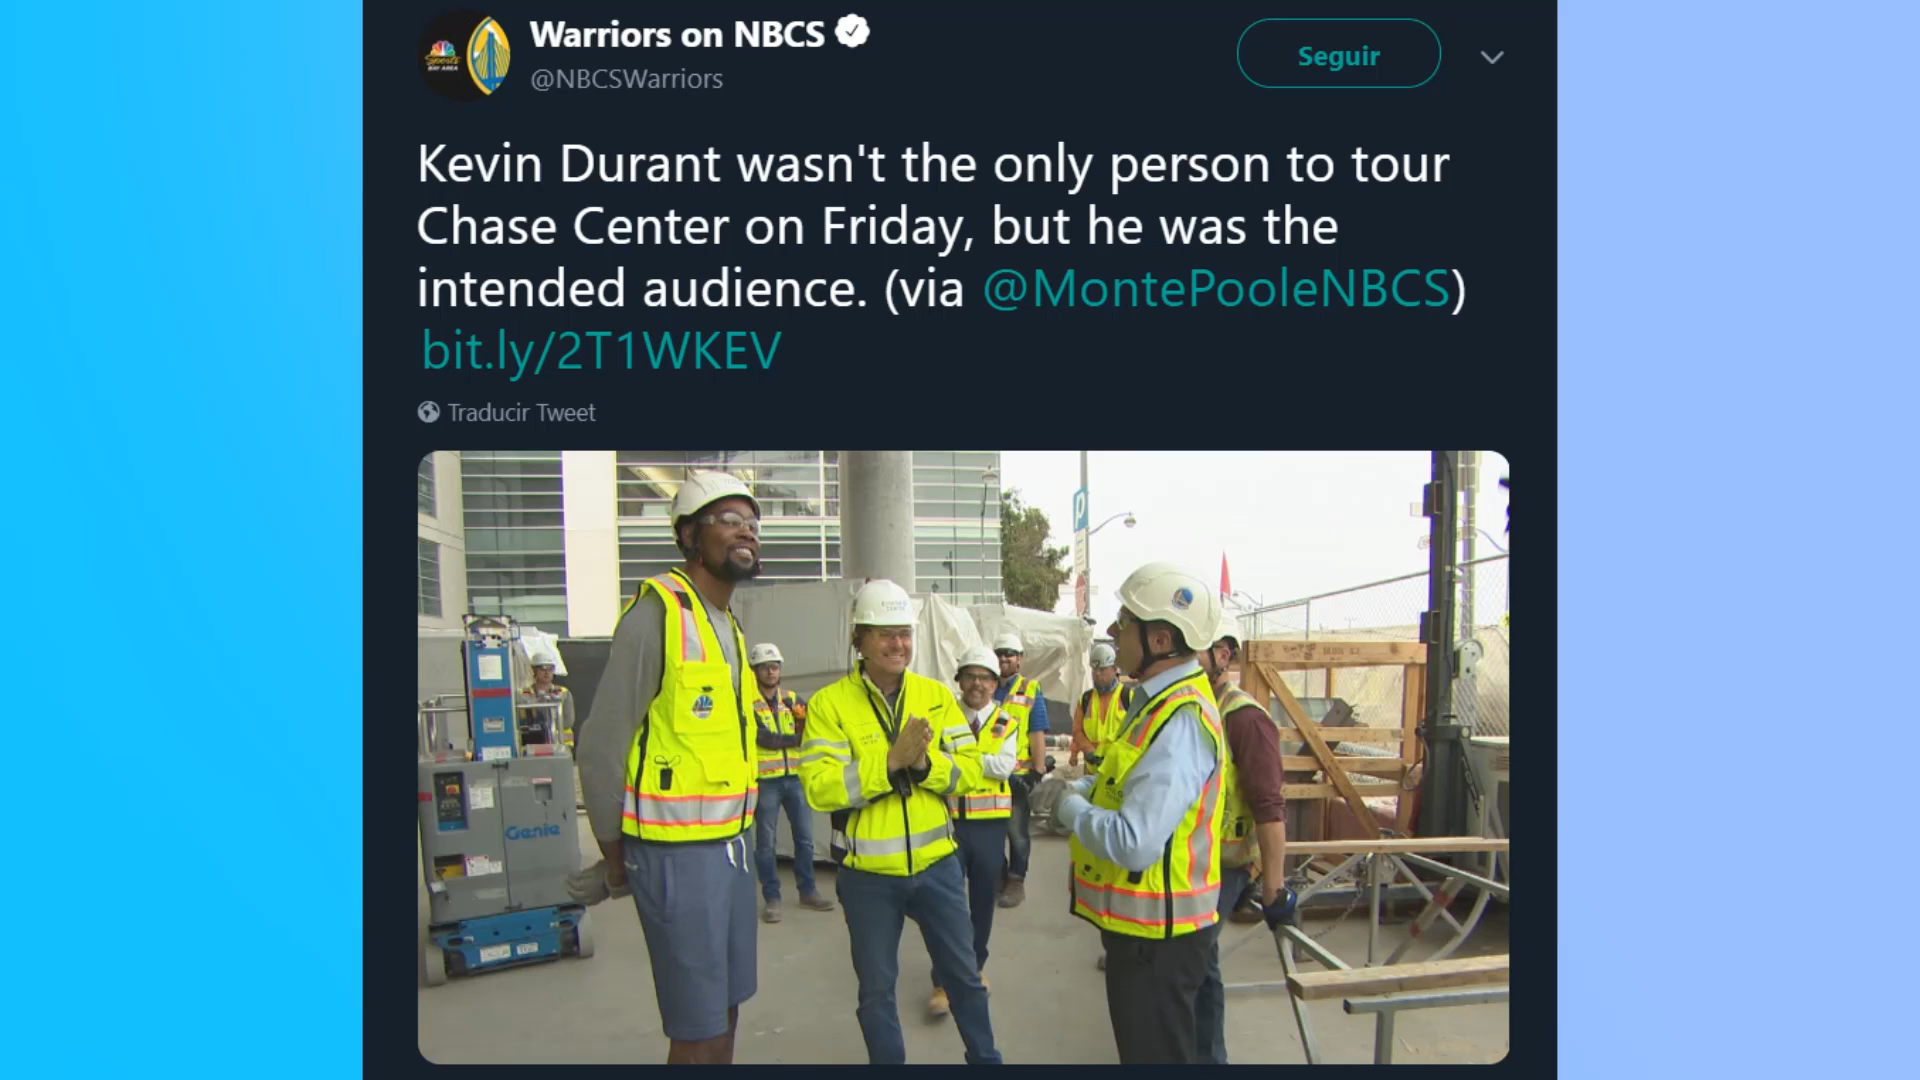 Warriors on NBCS
@NBCSWarriors
Seguir
Kevin Durant wasn't the only person to tour
Chase Center on Friday, but he was the
intended audience. (via @MontePooleNBCS)
bit.ly/2T1WKEV
Traducir Tweet
P
Genie